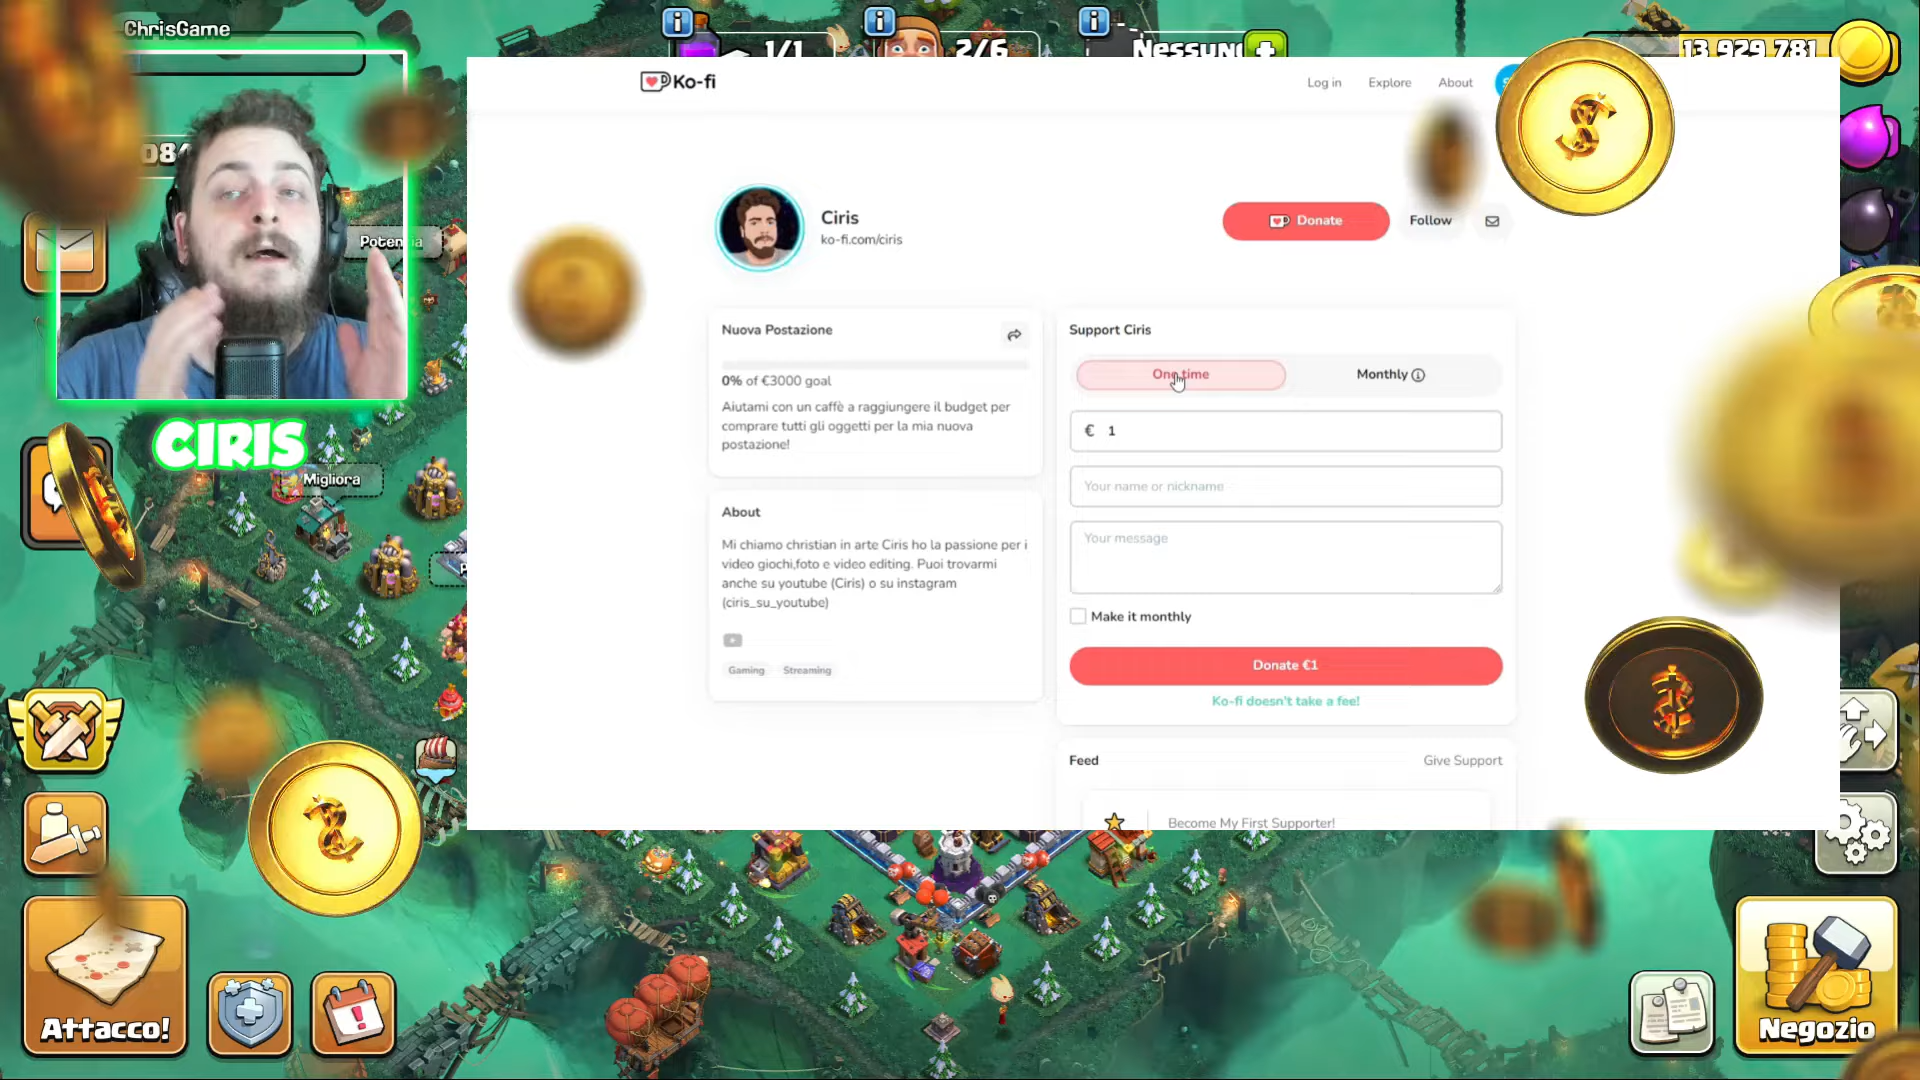 ChrisGame
1/1
2/6
Nessuno
13 929 781
Ko-fi
Log in
Explore
About
084
Potenzia
Ciris
ko-fi.com/ciris
Donate
Follow
Nuova Postazione
0% of €3000 goal
Aiutami con un caffè a raggiungere il budget per
comprare tutti gli oggetti per la mia nuova
postazione!
Support Ciris
One time
Monthly
€ 1
Your name or nickname
Your message
Make it monthly
Donate €1
Ko-fi doesn't take a fee!
CIRIS
Migliora
About
Mi chiamo christian in arte Ciris ho la passione per i
video giochi,foto e video editing. Puoi trovarmi
anche su youtube (Ciris) o su instagram
(ciris_su_youtube)
Gaming
Streaming
Feed
Give Support
Become My First Supporter!
Attacco!
Negozio